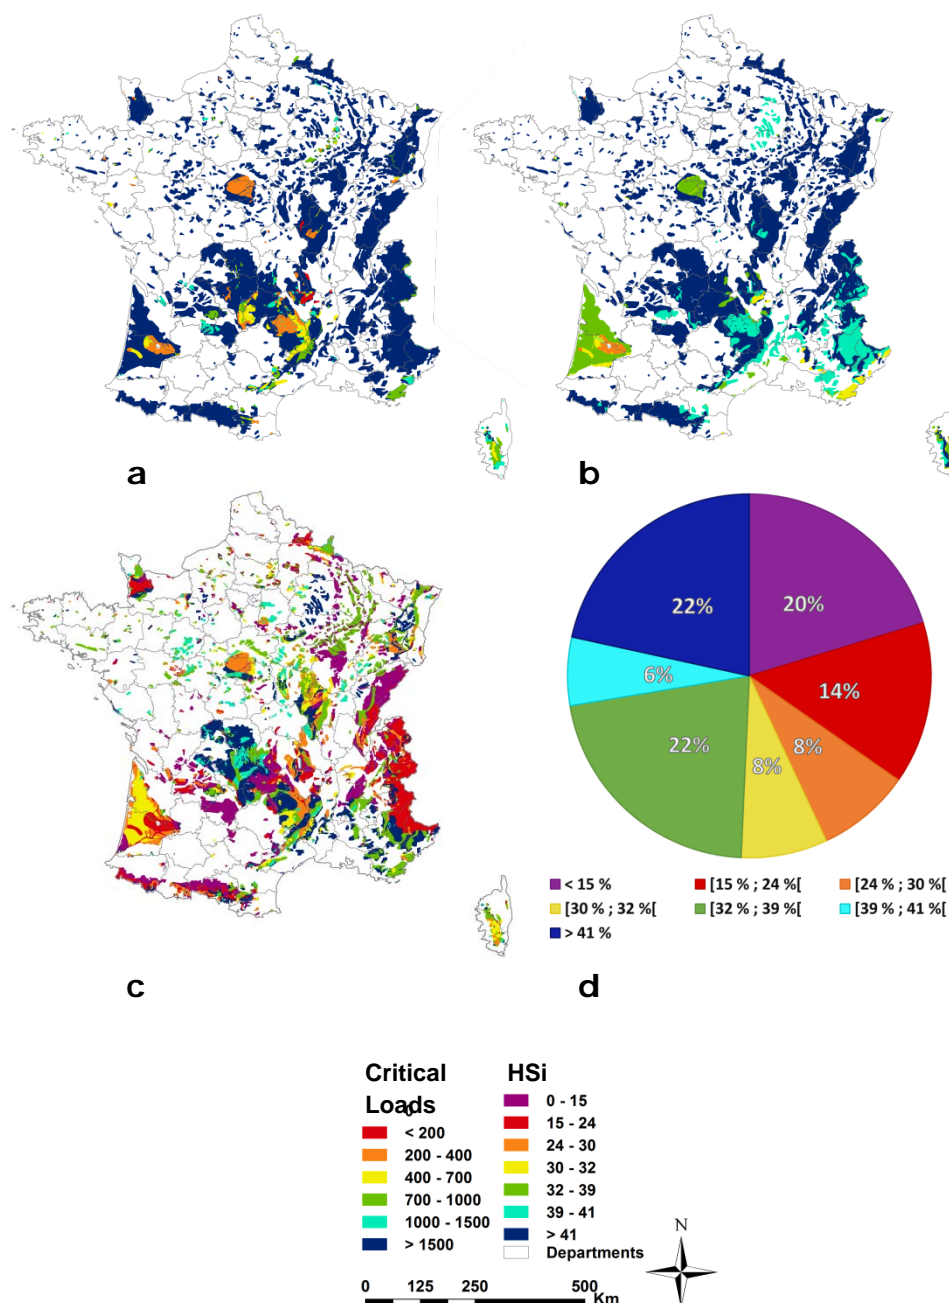 a
b
22%
20%
6%
14%
22%
8%
8%
< 15 %
[15 % ; 24 %[
[24 % ; 30 %[
[30 % ; 32 %[
[32 % ; 39 %[
[39 % ; 41 %[
> 41 %
c
d
Critical
Loads
0
< 200
200 - 400
400 - 700
700 - 1000
1000 - 1500
> 1500
HSi
0 - 15
15 - 24
24 - 30
30 - 32
32 - 39
39 - 41
> 41
Departments
N
0 125 250 500
Km